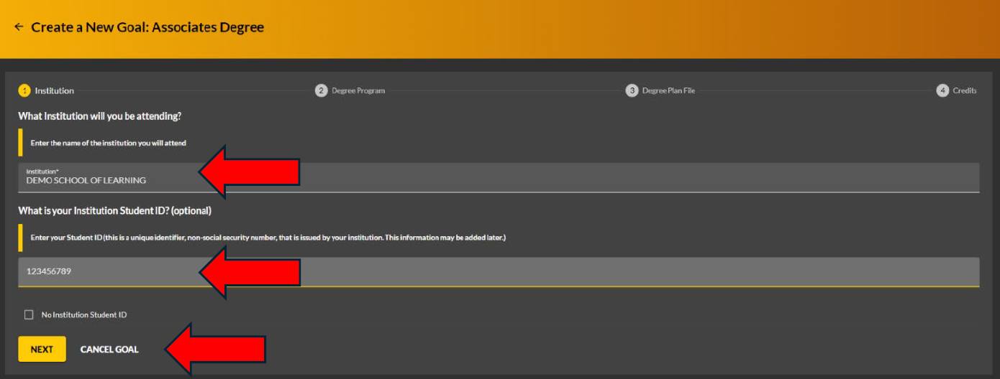 ← Create a New Goal: Associates Degree
1 Institution 2 Degree Program 3 Degree Plan File 4 Credits
What Institution will you be attending?
Enter the name of the institution you will attend
Institution*
DEMO SCHOOL OF LEARNING
What is your Institution Student ID? (optional)
Enter your Student ID (this is a unique identifier, non-social security number, that is issued by your institution. This information may be added later.)
123456789
No Institution Student ID
NEXT CANCEL GOAL